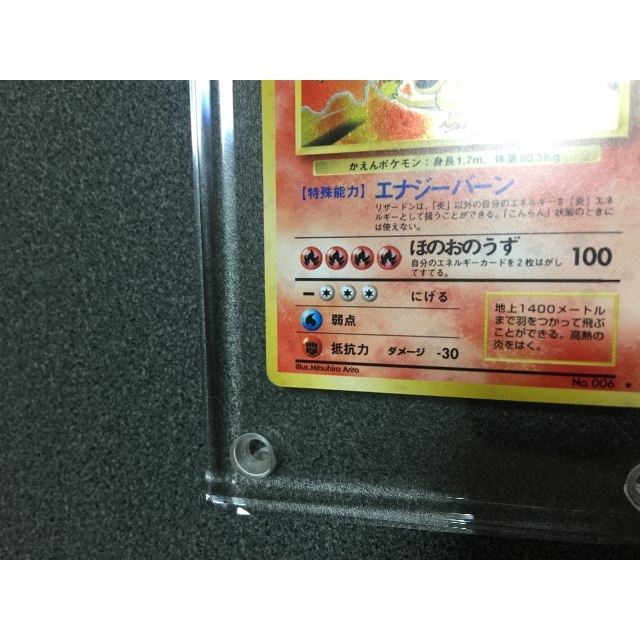 かえんポケモン：身長1.7m, 体重90.5Kg
【特殊能力】エナジーバーン
リザードンは、「炎」以外の自分のエネルギーを「炎」エネ
ルギーとして扱うことができる。「こんらん」状態のときに
は使えない。
ほのおのうず 100
自分のエネルギーカードを2枚はがし
てすてる。
ー にげる
弱点
抵抗力 ダメージ -30
地上1400メートル
まで羽をつかって飛ぶ
ことができる。高熱の
炎をはく。
Illus.Mitsuhiro Arita
No. 006 ★